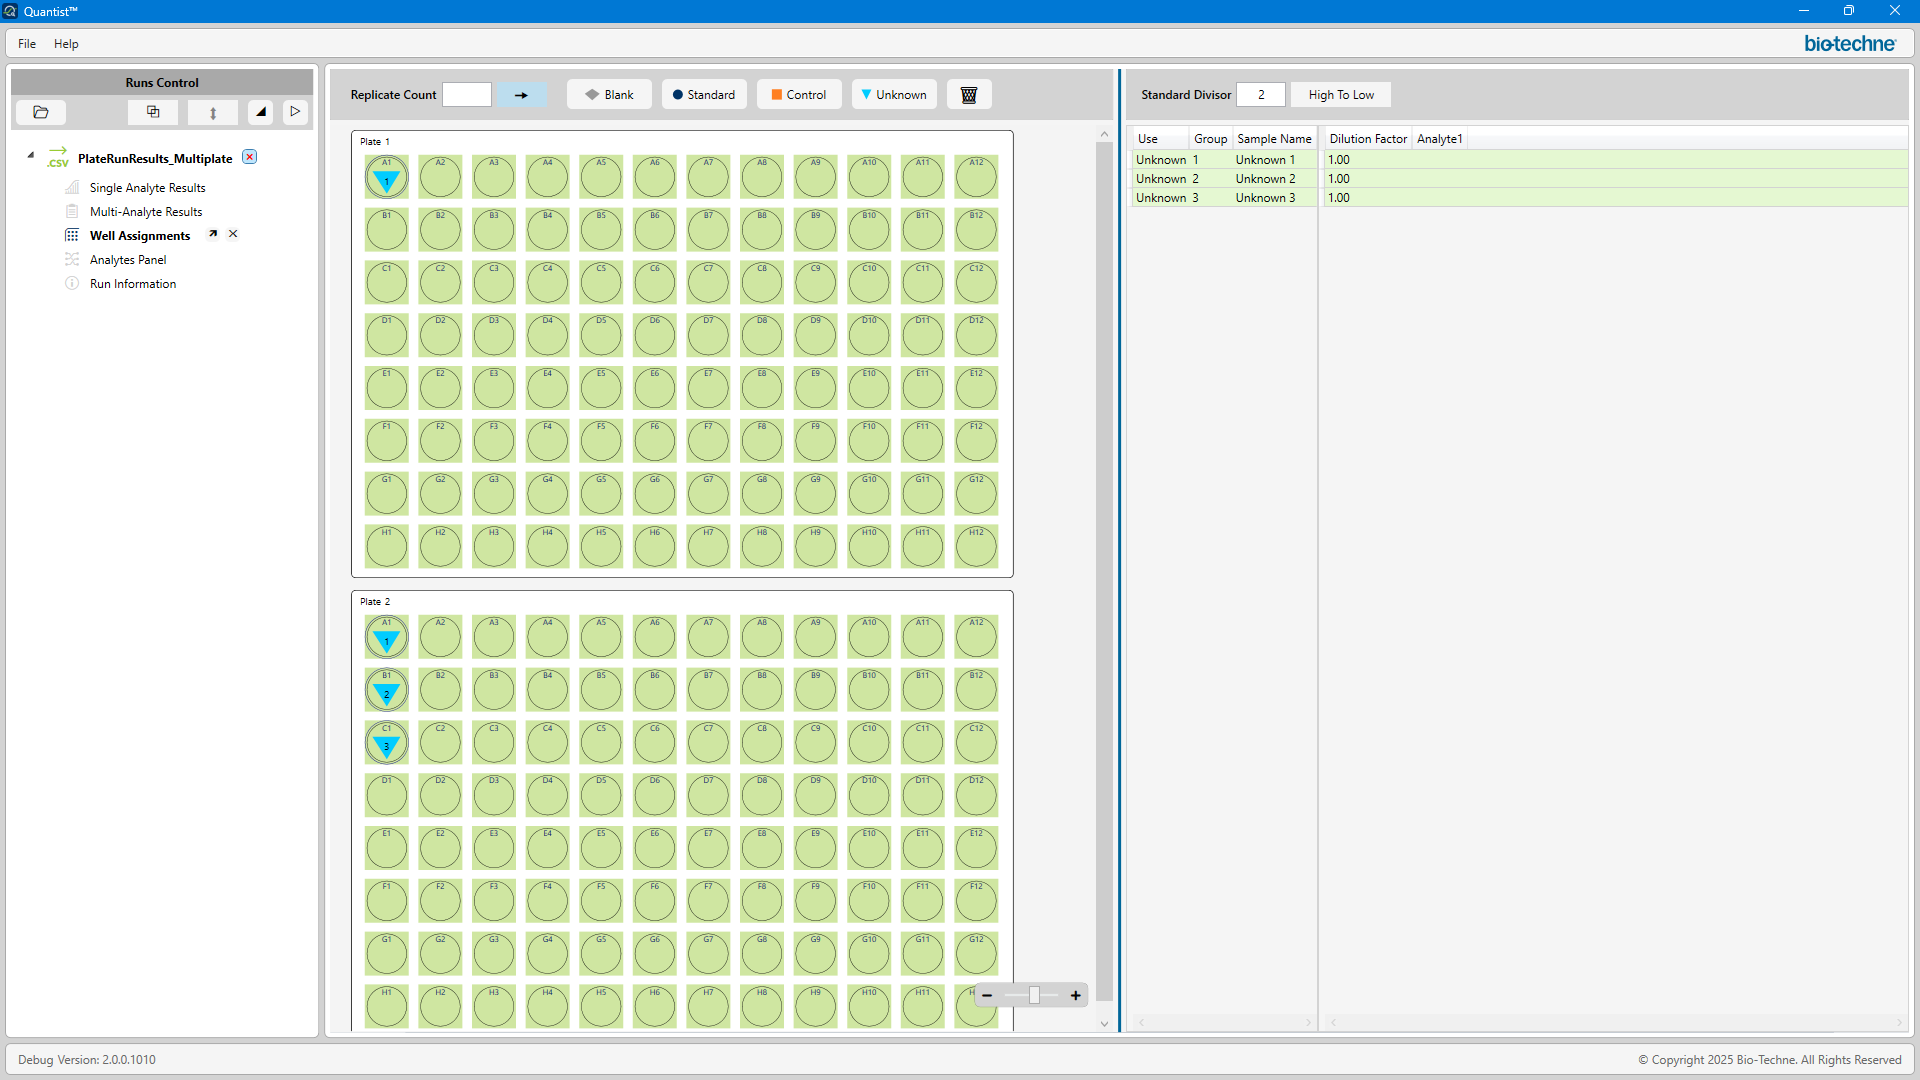 Quantist™
File Help
bio-techne
Runs Control
.CSV PlateRunResults_Multiplate
Single Analyte Results
Multi-Analyte Results
Well Assignments
Analytes Panel
Run Information
Replicate Count Blank Standard Control Unknown
Plate 1
A1 A2 A3 A4 A5 A6 A7 A8 A9 A10 A11 A12
1
B1 B2 B3 B4 B5 B6 B7 B8 B9 B10 B11 B12
C1 C2 C3 C4 C5 C6 C7 C8 C9 C10 C11 C12
D1 D2 D3 D4 D5 D6 D7 D8 D9 D10 D11 D12
E1 E2 E3 E4 E5 E6 E7 E8 E9 E10 E11 E12
F1 F2 F3 F4 F5 F6 F7 F8 F9 F10 F11 F12
G1 G2 G3 G4 G5 G6 G7 G8 G9 G10 G11 G12
H1 H2 H3 H4 H5 H6 H7 H8 H9 H10 H11 H12
Plate 2
A1 A2 A3 A4 A5 A6 A7 A8 A9 A10 A11 A12
1
B1 B2 B3 B4 B5 B6 B7 B8 B9 B10 B11 B12
2
C1 C2 C3 C4 C5 C6 C7 C8 C9 C10 C11 C12
3
D1 D2 D3 D4 D5 D6 D7 D8 D9 D10 D11 D12
E1 E2 E3 E4 E5 E6 E7 E8 E9 E10 E11 E12
F1 F2 F3 F4 F5 F6 F7 F8 F9 F10 F11 F12
G1 G2 G3 G4 G5 G6 G7 G8 G9 G10 G11 G12
H1 H2 H3 H4 H5 H6 H7 H8 H9 H10 H11
Standard Divisor 2 High To Low
Use Group Sample Name Dilution Factor Analyte1
Unknown 1 Unknown 1 1.00
Unknown 2 Unknown 2 1.00
Unknown 3 Unknown 3 1.00
Debug Version: 2.0.0.1010
© Copyright 2025 Bio-Techne. All Rights Reserved